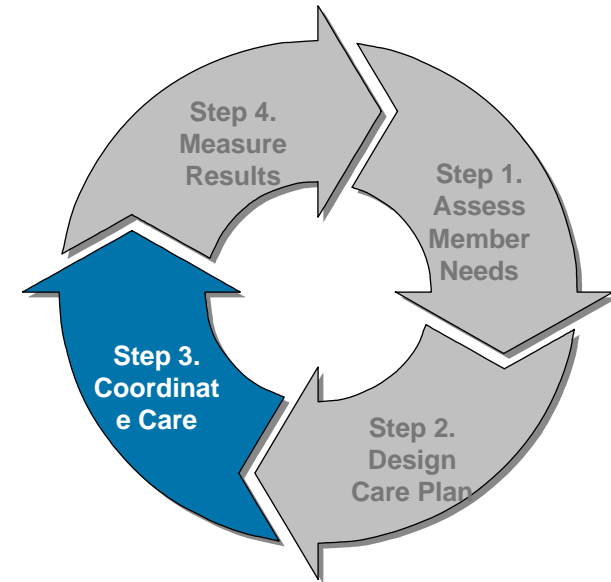 Step 4.
Measure
Results
Step 1.
Assess
Member
Needs
Step 3.
Coordinat
e Care
Step 2.
Design
Care Plan